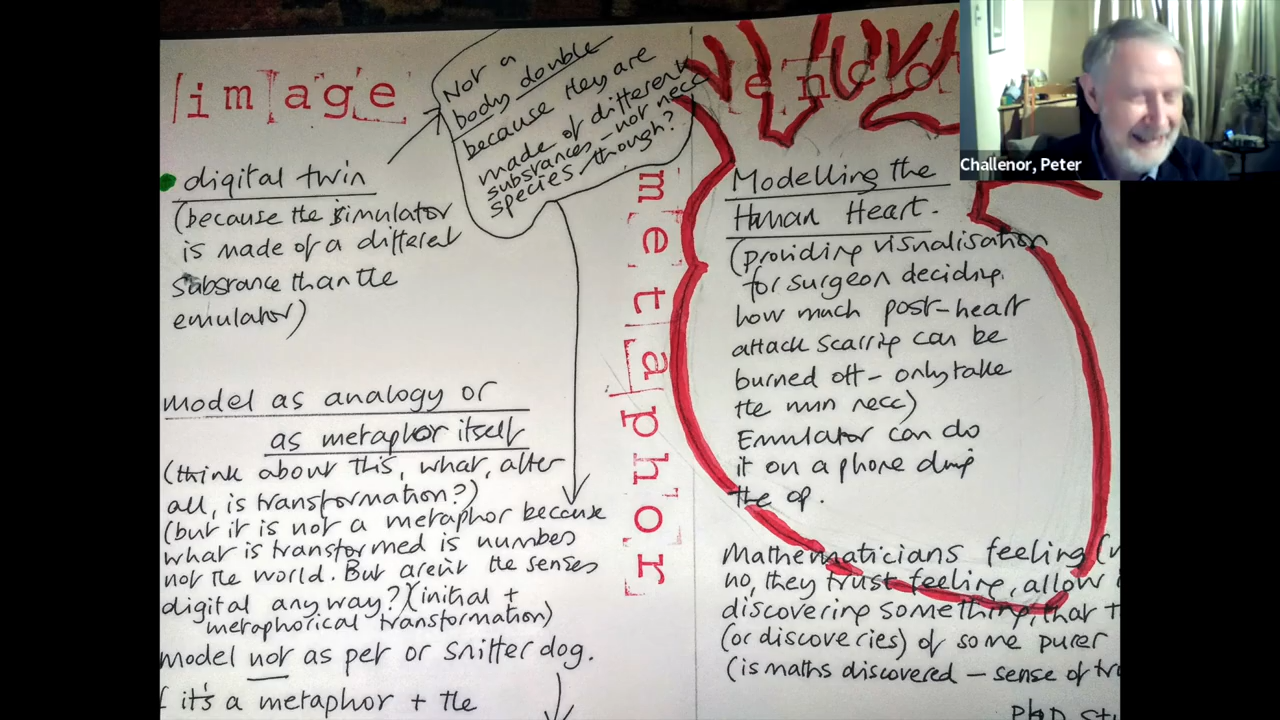 image
Not a
body double
because they are
made of different
substances – not necc
species though?
digital twin
(because the simulator
is made of a different
substance than the
emulator)
model as analogy or
as metaphor itself
(think about this, what, after
all, is transformation?)
(but it is not a metaphor because
what is transformed is numbers
not the world. But aren't the senses
digital anyway?) (initial +
metaphorical transformation)
model not as pet or sniffer dog.
it's a metaphor + the
metaphor
Modelling the
Human Heart.
(providing visualisation
for surgeon deciding
how much post-heart
attack scarring can be
burned off – only take
the min necc)
Emulator can do
it on a phone during
the op.
Mathematicians feeling
no, they trust feeling, allow
discovering something, that
(or discoveries) of some purer
(is maths discovered – sense of
PhD
Challenor, Peter